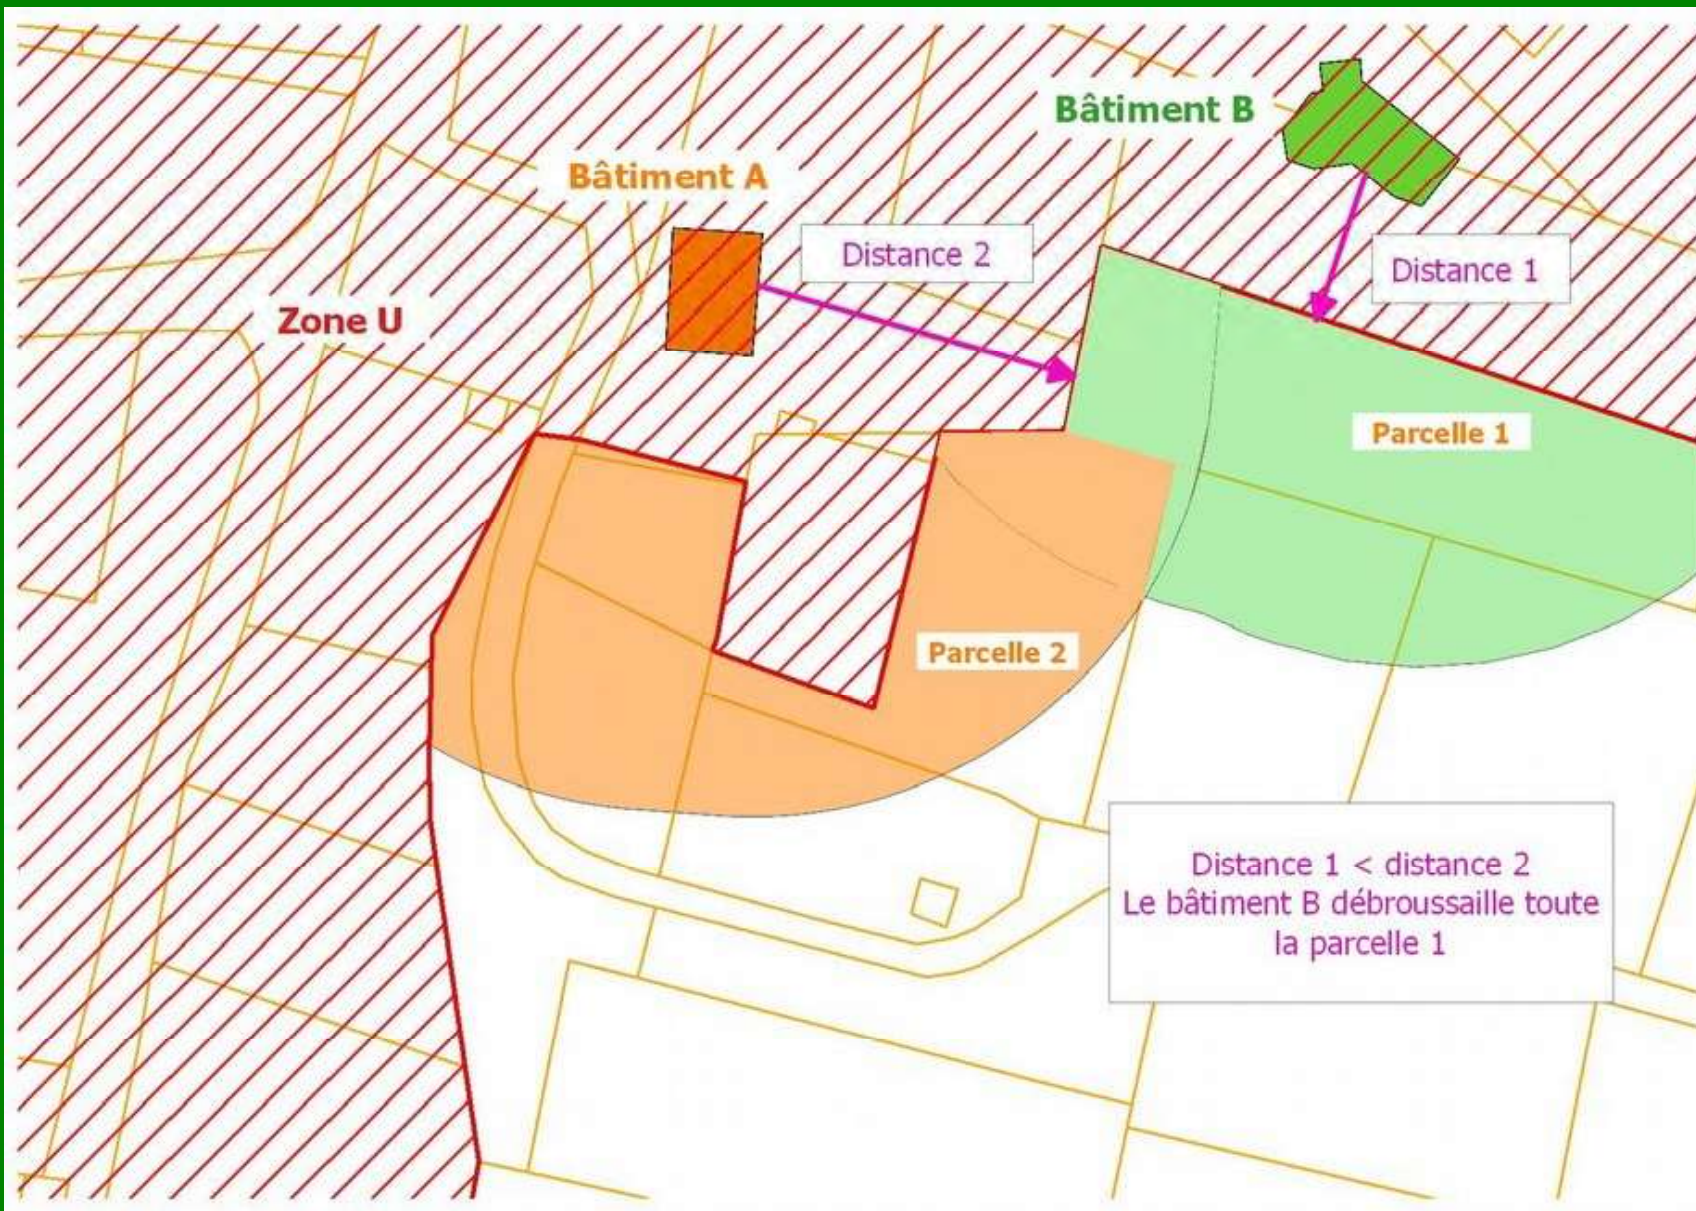 Bâtiment B
Bâtiment A
Distance 2
Distance 1
Zone U
Parcelle 1
Parcelle 2
Distance 1 < distance 2
Le bâtiment B débroussaille toute
la parcelle 1